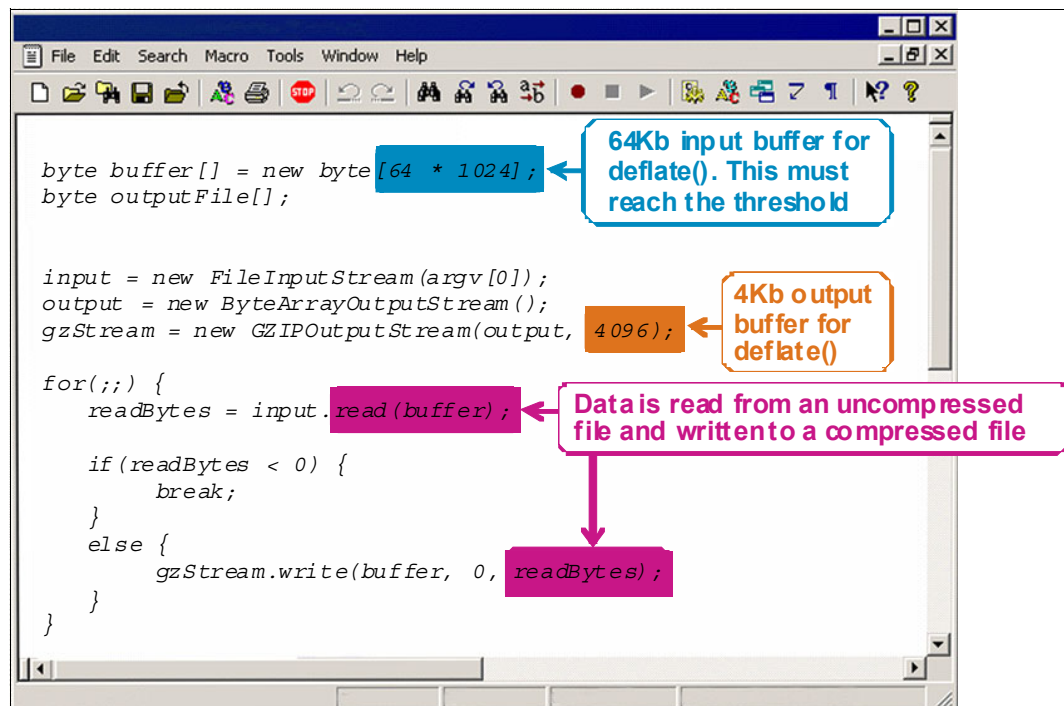 File Edit Search Macro Tools Window Help
STOP
64Kb input buffer for
deflate(). This must
reach the threshold
byte buffer[] = new byte[64 * 1024];
byte outputFile[];
input = new FileInputStream(argv[0]);
output = new ByteArrayOutputStream();
gzStream = new GZIPOutputStream(output, 4096);
4Kb output
buffer for
deflate()
for(;;) {
readBytes = input.read(buffer);
Data is read from an uncompressed
file and written to a compressed file
if(readBytes < 0) {
break;
}
else {
gzStream.write(buffer, 0, readBytes);
}
}